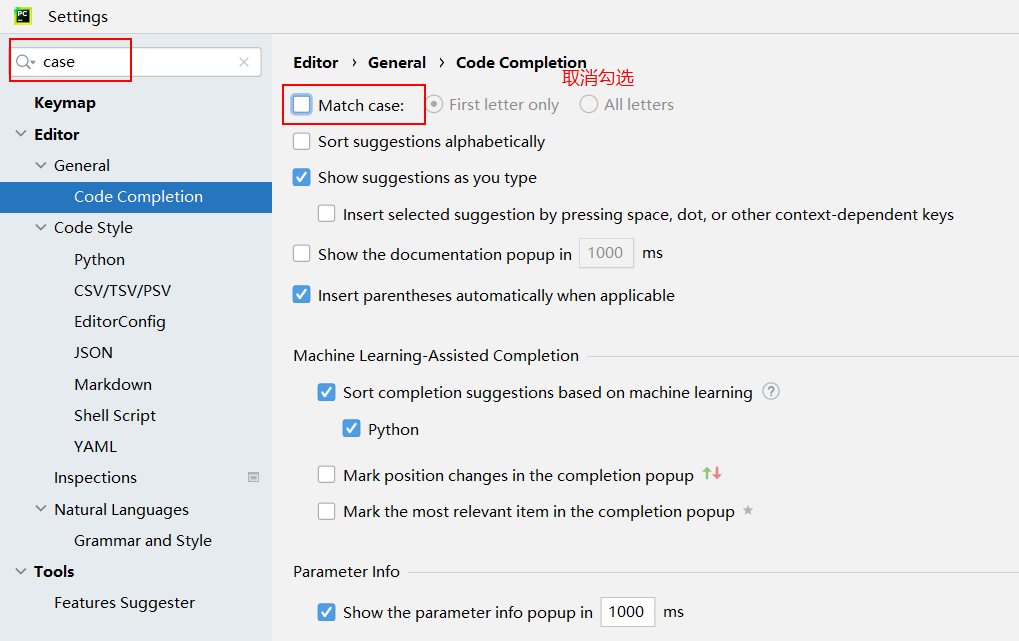 PC
Settings
case
Keymap
Editor
General
Code Completion
Code Style
Python
CSV/TSV/PSV
EditorConfig
JSON
Markdown
Shell Script
YAML
Inspections
Natural Languages
Grammar and Style
Tools
Features Suggester
Editor › General › Code Completion
取消勾选
Match case: First letter only All letters
Sort suggestions alphabetically
Show suggestions as you type
Insert selected suggestion by pressing space, dot, or other context-dependent keys
Show the documentation popup in 1000 ms
Insert parentheses automatically when applicable
Machine Learning-Assisted Completion
Sort completion suggestions based on machine learning ?
Python
Mark position changes in the completion popup
Mark the most relevant item in the completion popup
Parameter Info
Show the parameter info popup in 1000 ms